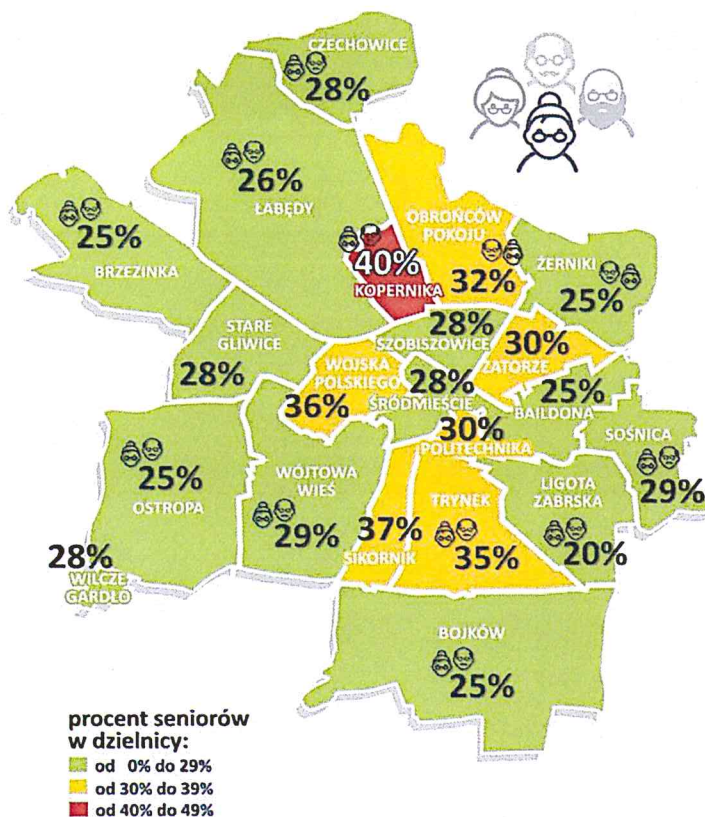 CZECHOWICE
28%
26%
ŁABĘDY
25%
BRZEZINKA
OBROŃCÓW
POKOJU
32%
40%
KOPERNIKA
ŻERNIKI
25%
STARE
GLIWICE
28%
28%
SZOBISZOWICE
30%
ZATORZE
WOJSKA
POLSKIEGO
36%
28%
ŚRÓDMIEŚCIE
25%
BAILDONA
30%
POLITECHNIKA
SOŚNICA
29%
25%
OSTROPA
WÓJTOWA
WIEŚ
29%
37%
SIKORNIK
TRYNEK
35%
LIGOTA
ZABRSKA
20%
28%
WILCZE
GARDŁO
BOJKÓW
25%
procent seniorów
w dzielnicy:
od 0% do 29%
od 30% do 39%
od 40% do 49%